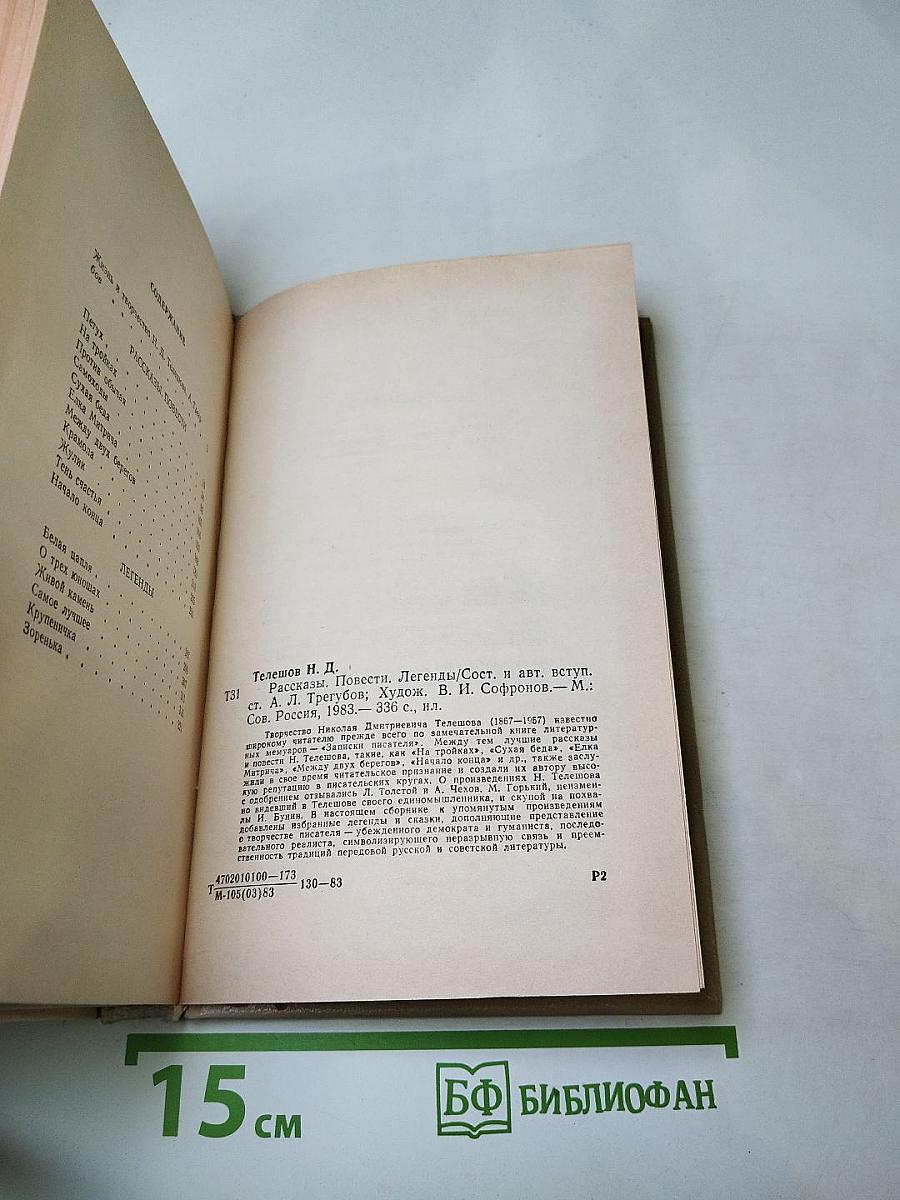 СОДЕРЖАНИЕ
Жизнь и творчество Н. Д. Телешова. А. Трегу-
бов
РАССКАЗЫ. ПОВЕСТИ
Петух
На тройках
Против обычая
Самоходы
Сухая беда
Елка Митрича
Между двух берегов
Крамола
Жулик
Тень счастья
Начало конца
ЛЕГЕНДЫ
Белая цапля
О трех юношах
Живой камень
Самое лучшее
Крупеничка
Зоренька
Телешов Н. Д.
Т31 Рассказы. Повести. Легенды/Сост. и авт. вступ.
ст. А. Л. Трегубов; Худож. В. И. Софронов.— М.:
Сов. Россия, 1983.— 336 с., ил.
Творчество Николая Дмитриевича Телешова (1867—1957) известно
широкому читателю прежде всего по замечательной книге литератур-
ных мемуаров — «Записки писателя». Между тем лучшие рассказы
и повести Н. Телешова, такие, как «На тройках», «Сухая беда», «Елка
Митрича», «Между двух берегов», «Начало конца» и др., также заслу-
жили в свое время читательское признание и создали их автору высо-
кую репутацию в писательских кругах. О произведениях Н. Телешова
с одобрением отзывались Л. Толстой и А. Чехов, М. Горький, неизмен-
но видевший в Телешове своего единомышленника, и скупой на похва-
лы И. Бунин. В настоящем сборнике к упомянутым произведениям
добавлены избранные легенды и сказки, дополняющие представление
о творчестве писателя — убежденного демократа и гуманиста, последо-
вательного реалиста, символизирующего неразрывную связь и преем-
ственность традиций передовой русской и советской литературы.
Т 4702010100—173
М-105(03)83 130—83 Р2
15 см
БФ БИБЛИОФАН